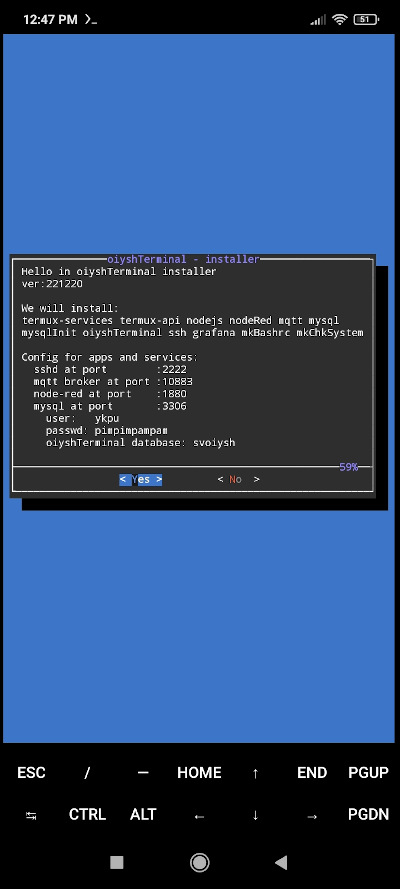 12:47 PM
51
oiyshTerminal - installer
Hello in oiyshTerminal installer
ver:221220
We will install:
termux-services termux-api nodejs nodeRed mqtt mysql
mysqlInit oiyshTerminal ssh grafana mkBashrc mkChkSystem
Config for apps and services:
sshd at port :2222
mqtt broker at port :10883
node-red at port :1880
mysql at port :3306
user: ykpu
passwd: pimpimpampam
oiyshTerminal database: svoiysh
59%
< Yes > < No >
ESC / — HOME ↑ END PGUP
↹ CTRL ALT ← ↓ → PGDN